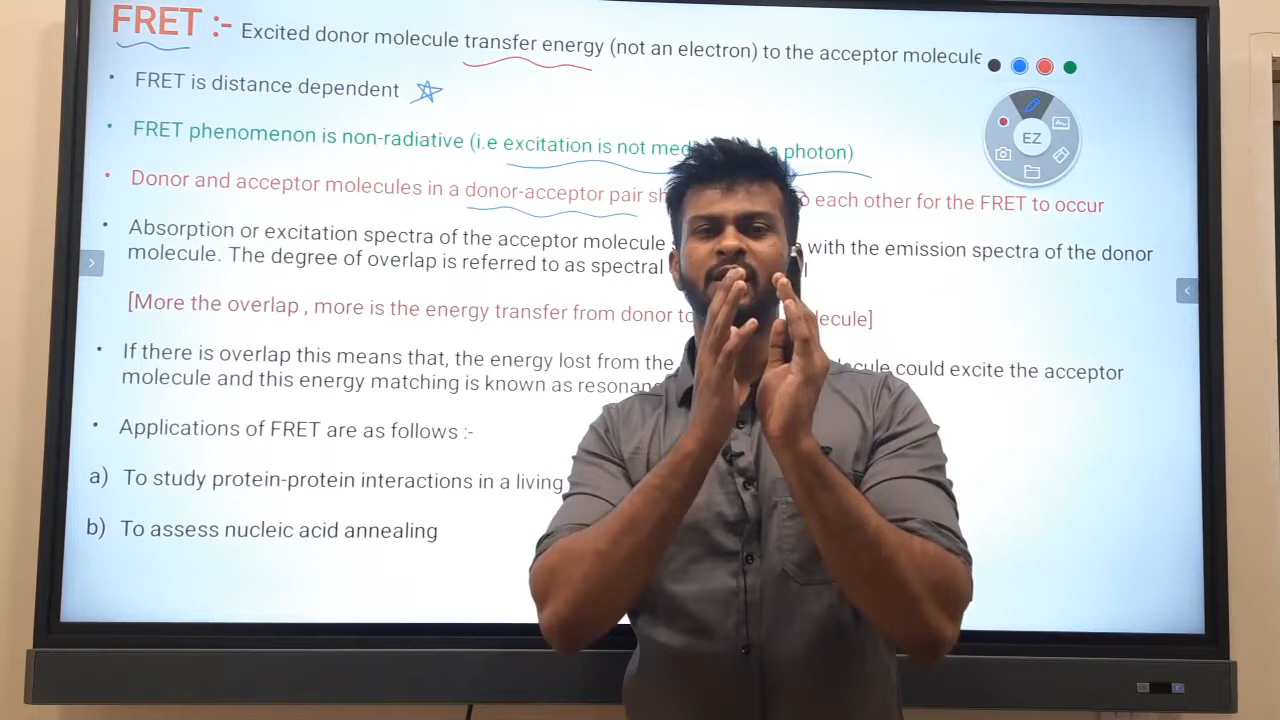 FRET :- Excited donor molecule transfer energy (not an electron) to the acceptor molecule
• FRET is distance dependent
EZ
• FRET phenomenon is non-radiative (i.e excitation is not a photon)
• Donor and acceptor molecules in a donor-acceptor pair each other for the FRET to occur
• Absorption or excitation spectra of the acceptor molecule with the emission spectra of the donor
molecule. The degree of overlap is referred to as spectral
[More the overlap , more is the energy transfer from donor to
• If there is overlap this means that, the energy lost from the could excite the acceptor
molecule and this energy matching is known as
• Applications of FRET are as follows :-
a) To study protein-protein interactions in a living
b) To assess nucleic acid annealing